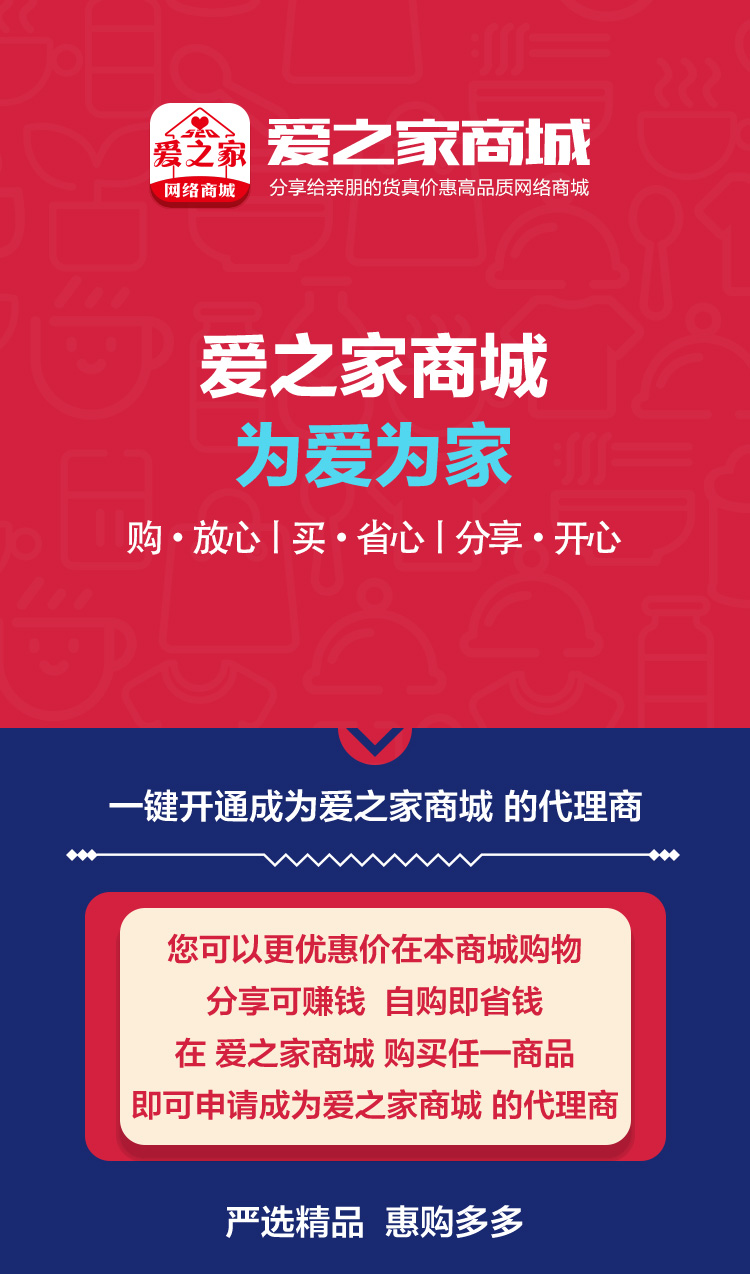 爱之家
网络商城
爱之家商城
分享给亲朋的货真价惠高品质网络商城
爱之家商城
为爱为家
购·放心丨买·省心丨分享·开心
一键开通成为爱之家商城 的代理商
您可以更优惠价在本商城购物
分享可赚钱 自购即省钱
在 爱之家商城 购买任一商品
即可申请成为爱之家商城 的代理商
严选精品 惠购多多